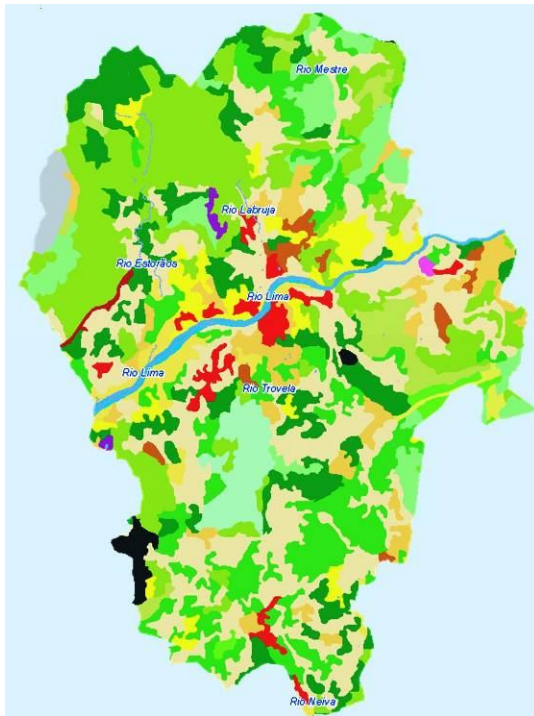 Rio Mestre
Rio Labruja
Rio Estorãos
Rio Lima
Rio Lima
Rio Trovela
Rio Neiva